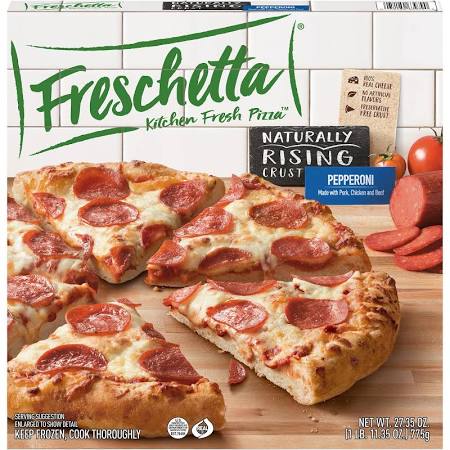 PEPPERONI
Freschetta®
Kitchen Fresh Pizza™
100%
REAL CHEESE
NO ARTIFICIAL
FLAVORS
PRESERVATIVE
FREE CRUST
NATURALLY
RISING
CRUST
PEPPERONI
Made with Pork, Chicken and Beef
SERVING SUGGESTION
ENLARGED TO SHOW DETAIL
KEEP FROZEN, COOK THOROUGHLY
NET WT. 27.35 OZ.
(1 LB. 11.35 OZ.) 775g